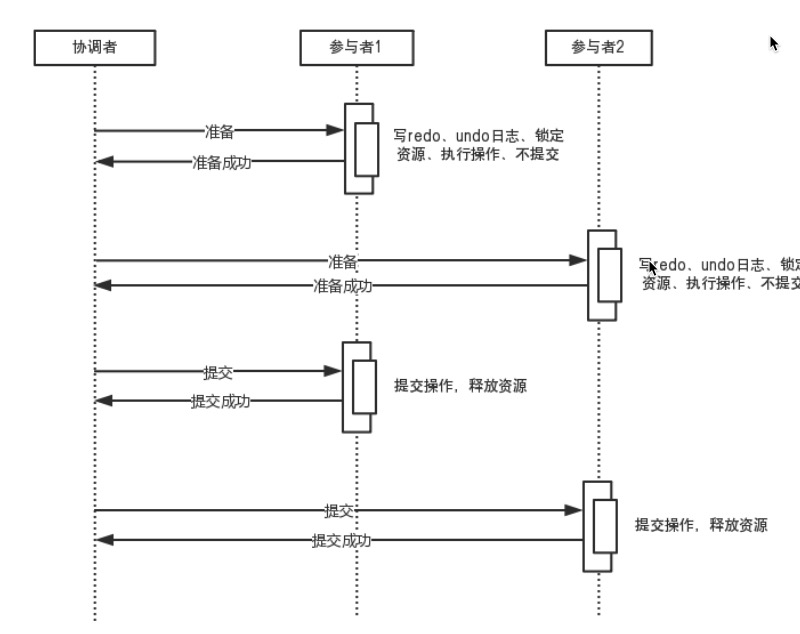 协调者
参与者1
参与者2
准备
写redo、undo日志、锁定
资源、执行操作、不提交
准备成功
准备
写redo、undo日志、锁定
资源、执行操作、不提交
准备成功
提交
提交操作，释放资源
提交成功
提交
提交操作，释放资源
提交成功